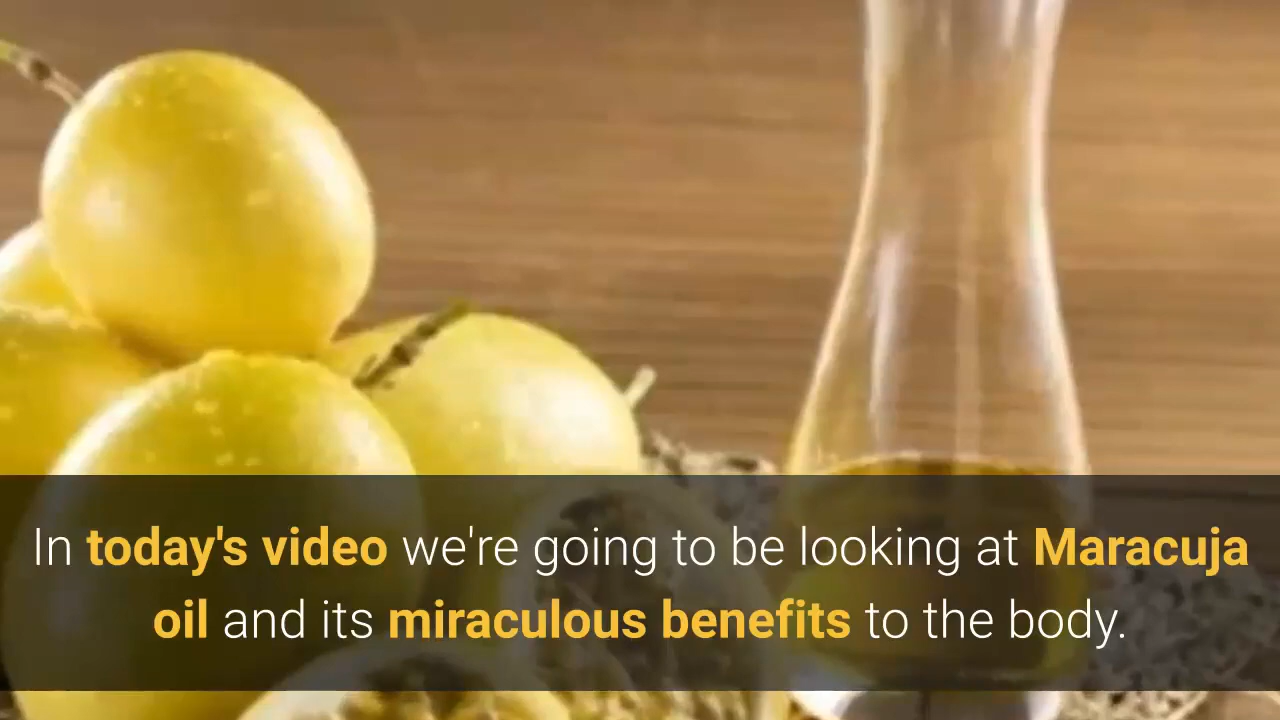 In today's video we're going to be looking at Maracuja
oil and its miraculous benefits to the body.